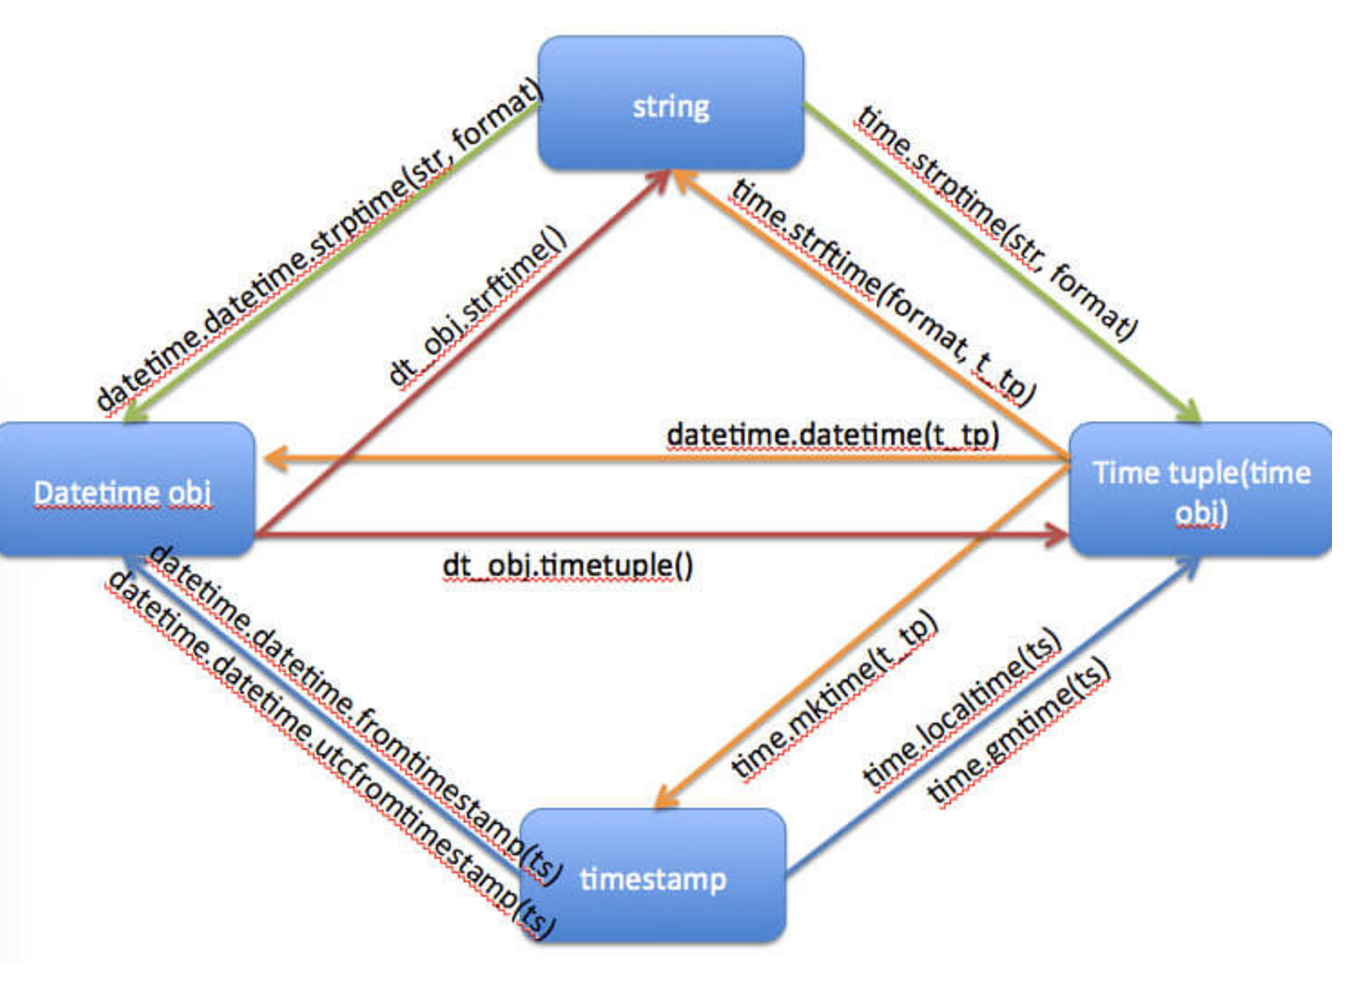 string
datetime.datetime.strptime(str, format)
time.strptime(str, format)
dt_obj.strftime()
time.strftime(format, t_tp)
datetime.datetime(t_tp)
Datetime obj
Time tuple(time
obj)
dt_obj.timetuple()
datetime.datetime.fromtimestamp(ts)
datetime.datetime.utcfromtimestamp(ts)
time.mktime(t_tp)
time.localtime(ts)
time.gmtime(ts)
timestamp